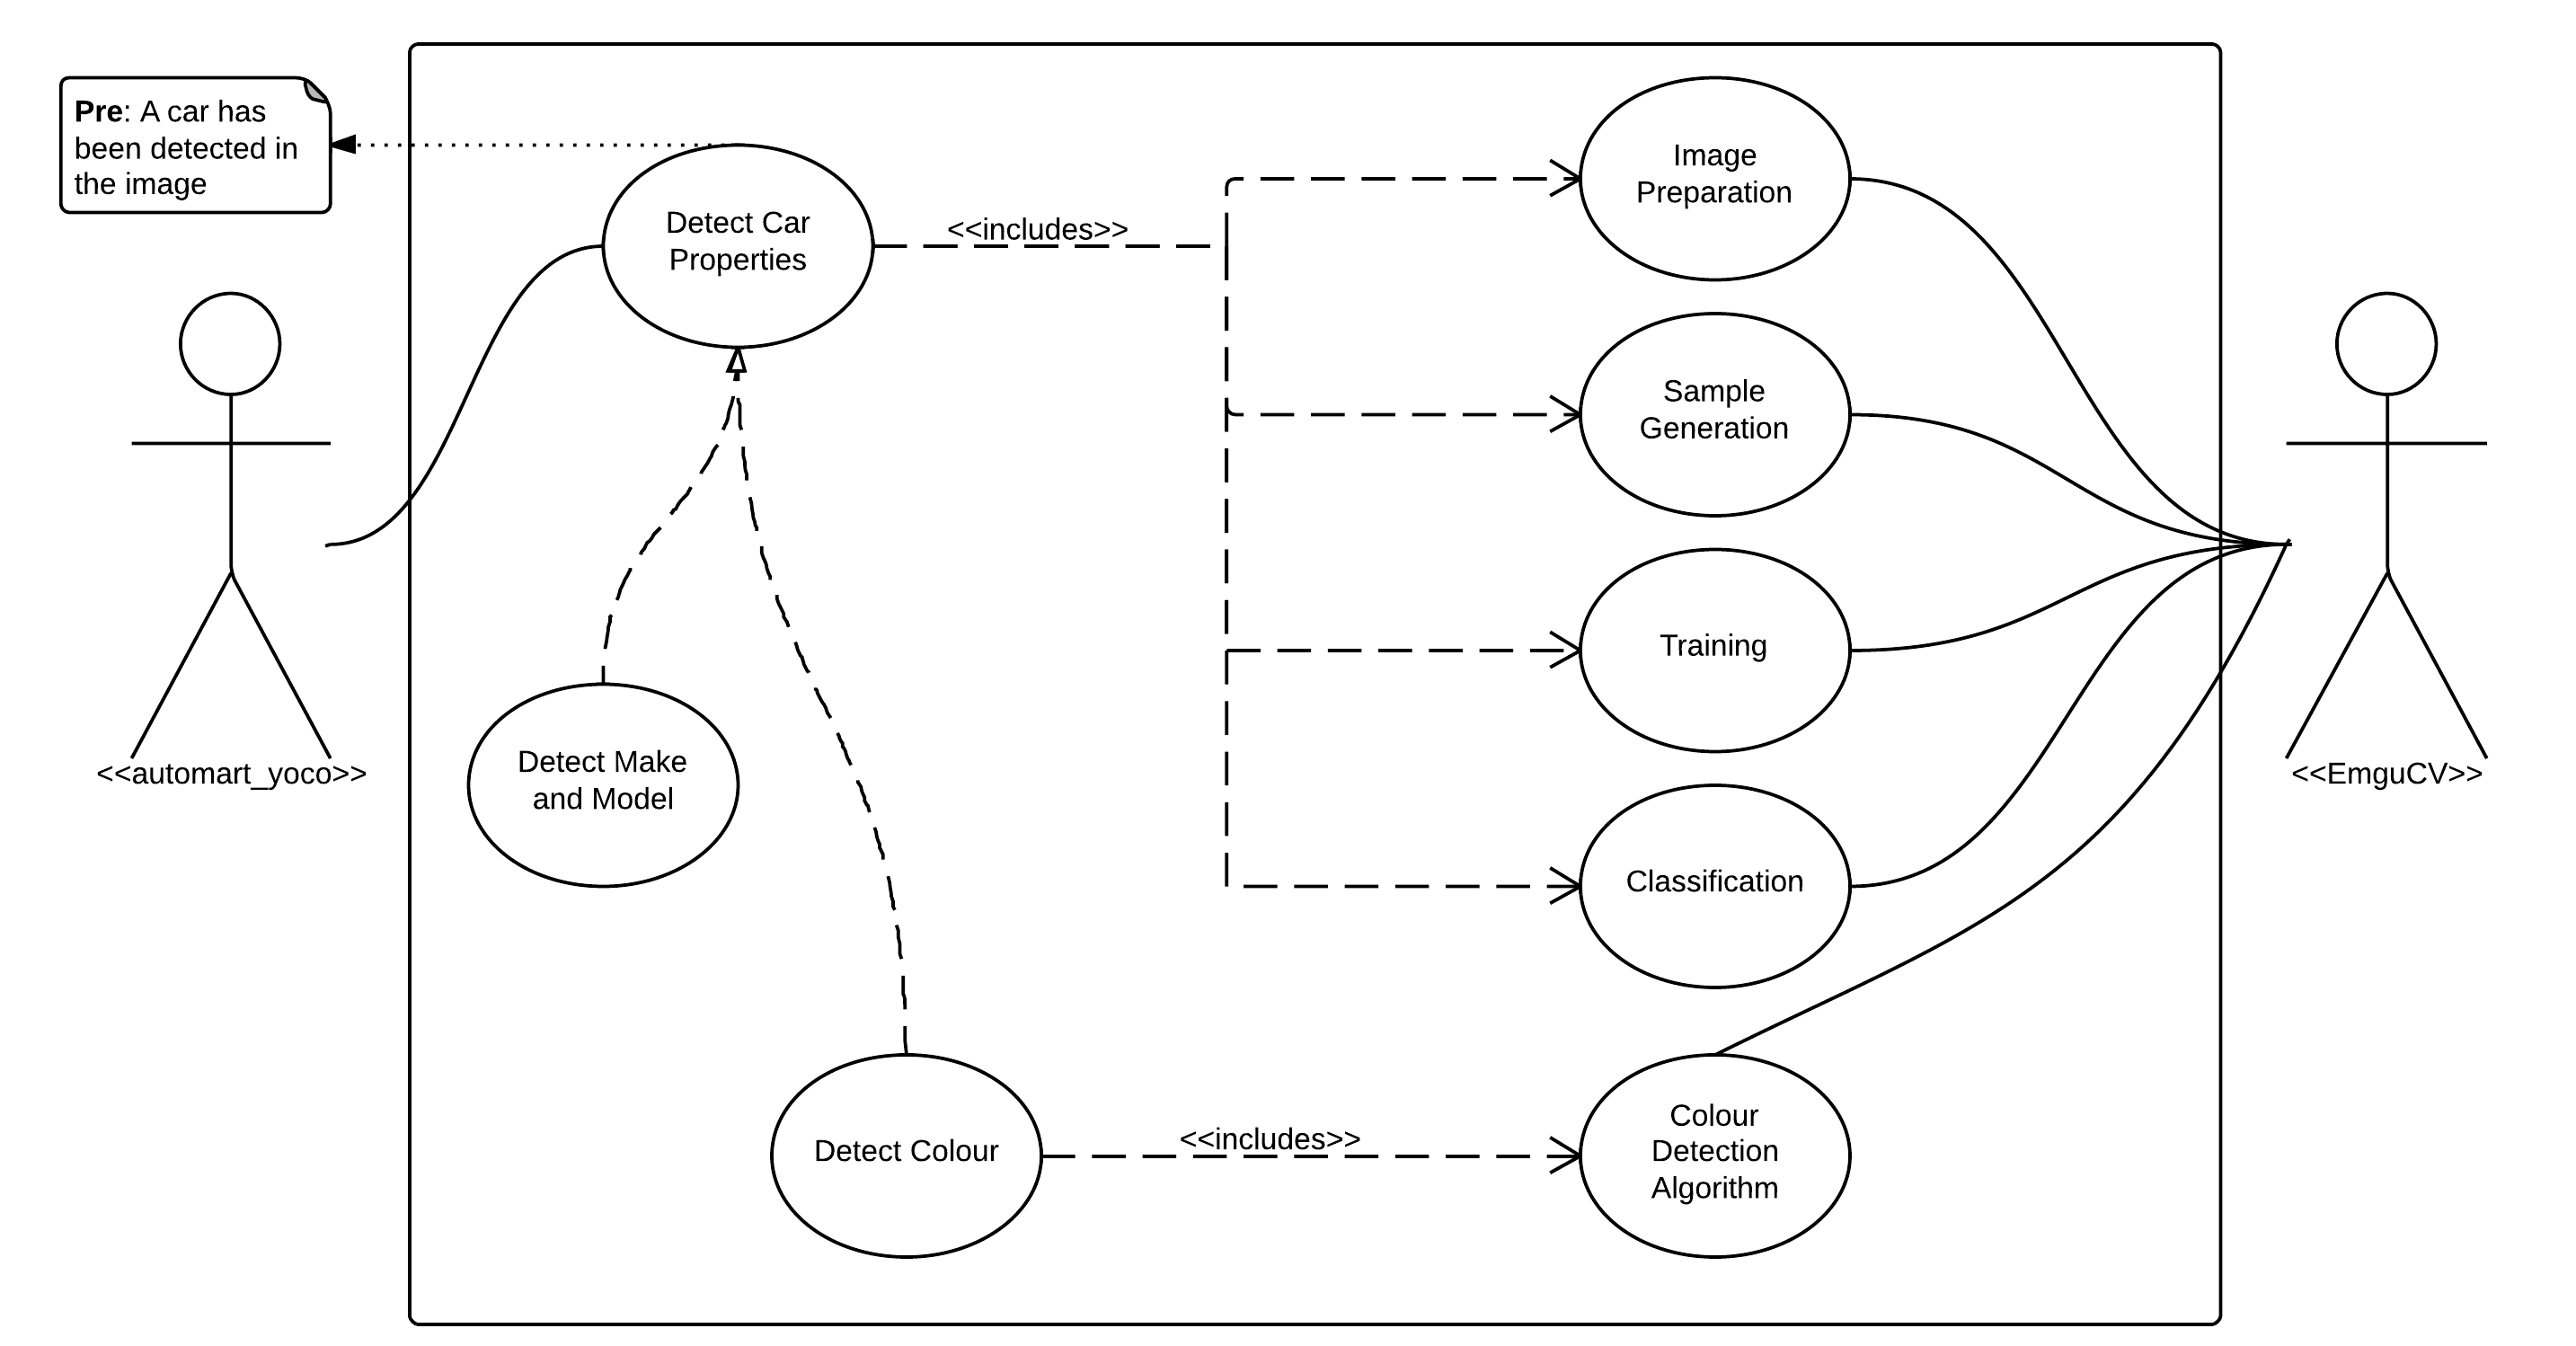 Pre: A car has
been detected in
the image
Detect Car
Properties
<<includes>>
Image
Preparation
Sample
Generation
Training
Detect Make
and Model
<<automart_yoco>>
<<EmguCV>>
Classification
Detect Colour
<<includes>>
Colour
Detection
Algorithm